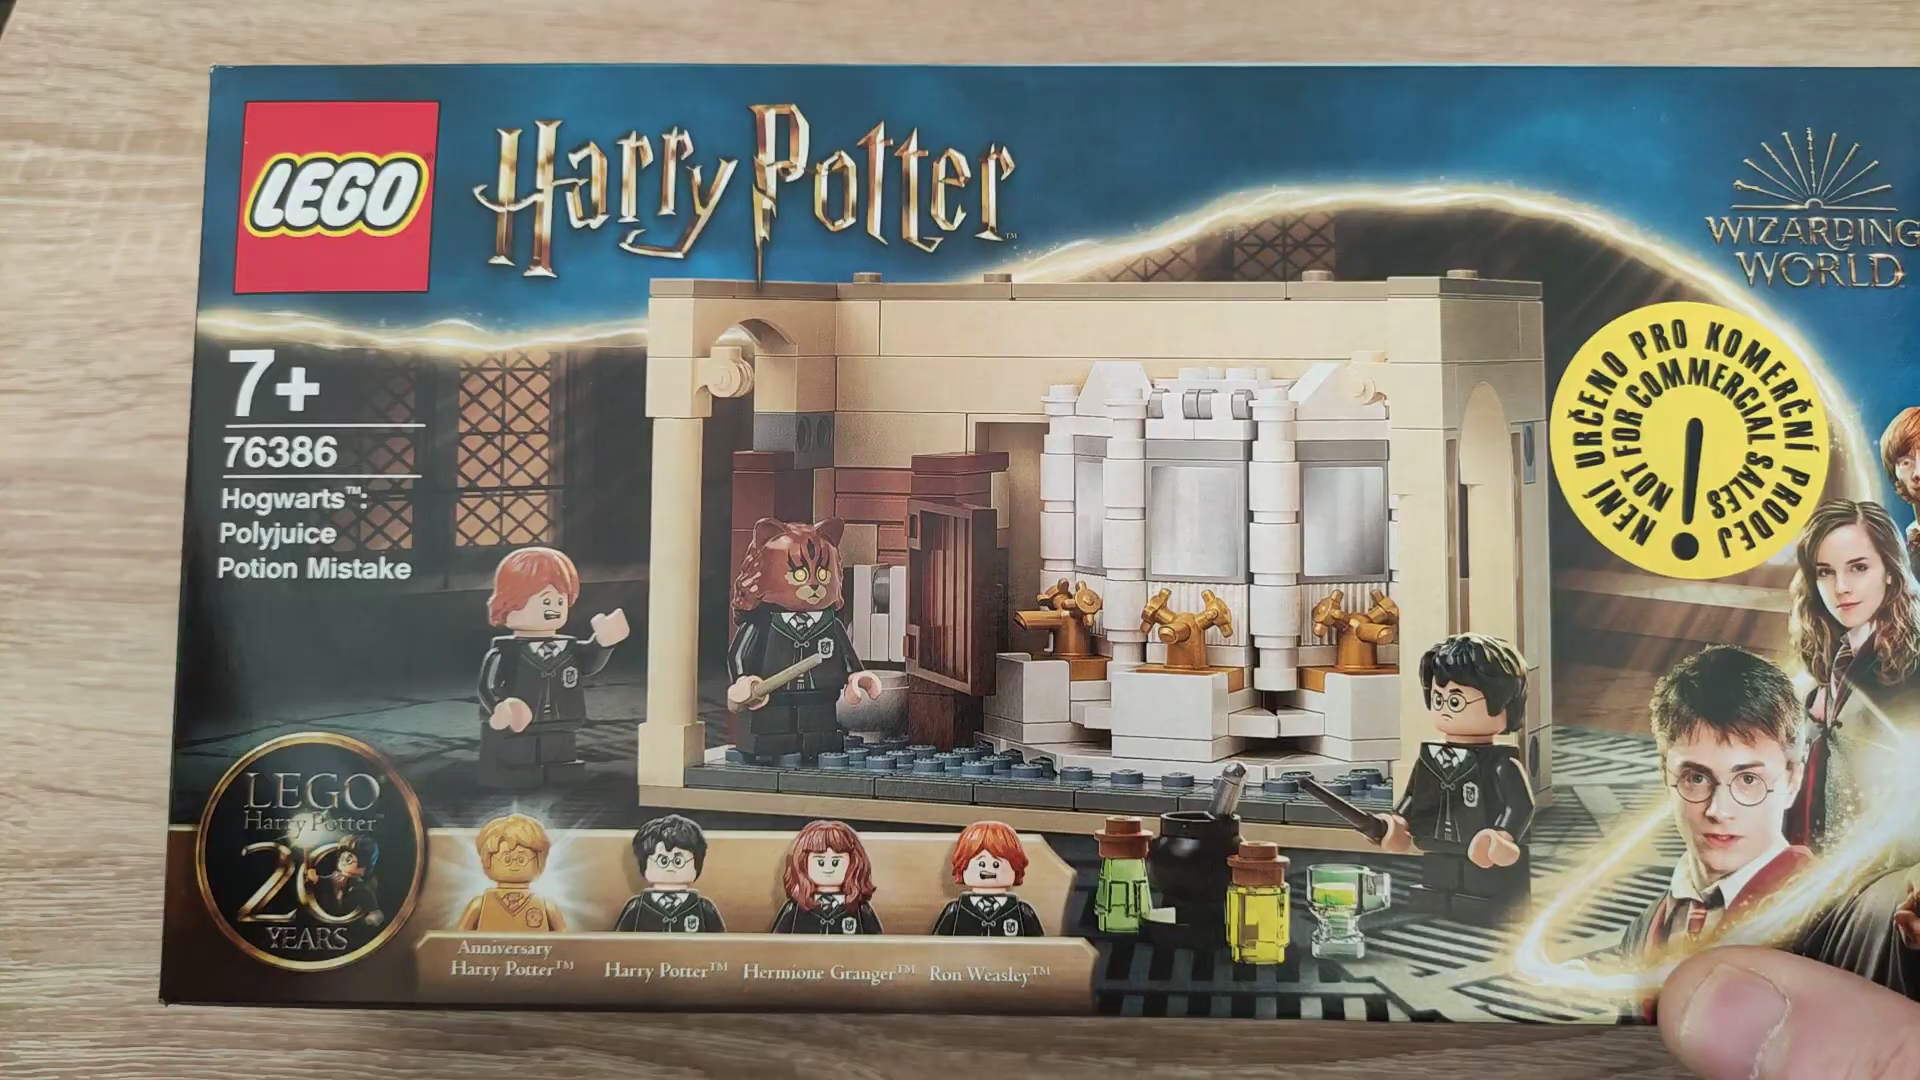 LEGO
Harry Potter™
WIZARDING
WORLD
7+
76386
Hogwarts™:
Polyjuice
Potion Mistake
NENÍ URČENO PRO KOMERČNÍ PRODEJ
NOT FOR COMMERCIAL SALES
!
LEGO
Harry Potter™
20
YEARS
Anniversary
Harry Potter™
Harry Potter™
Hermione Granger™
Ron Weasley™